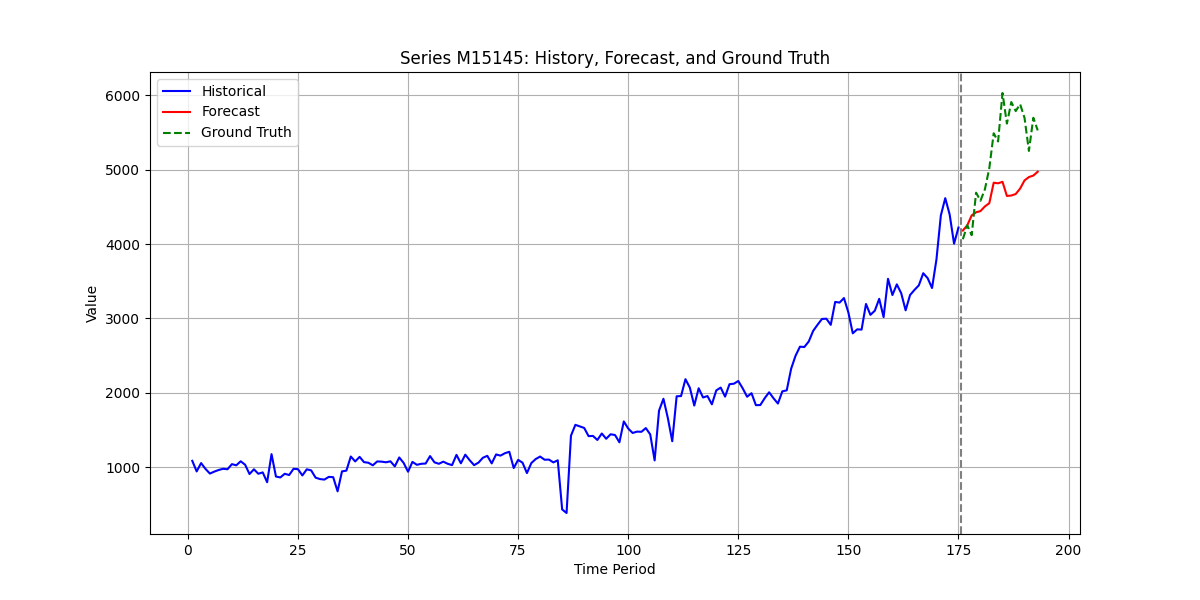 Series M15145: History, Forecast, and Ground Truth
Historical
Forecast
Ground Truth
6000
5000
4000
3000
2000
1000
Value
0 25 50 75 100 125 150 175 200
Time Period